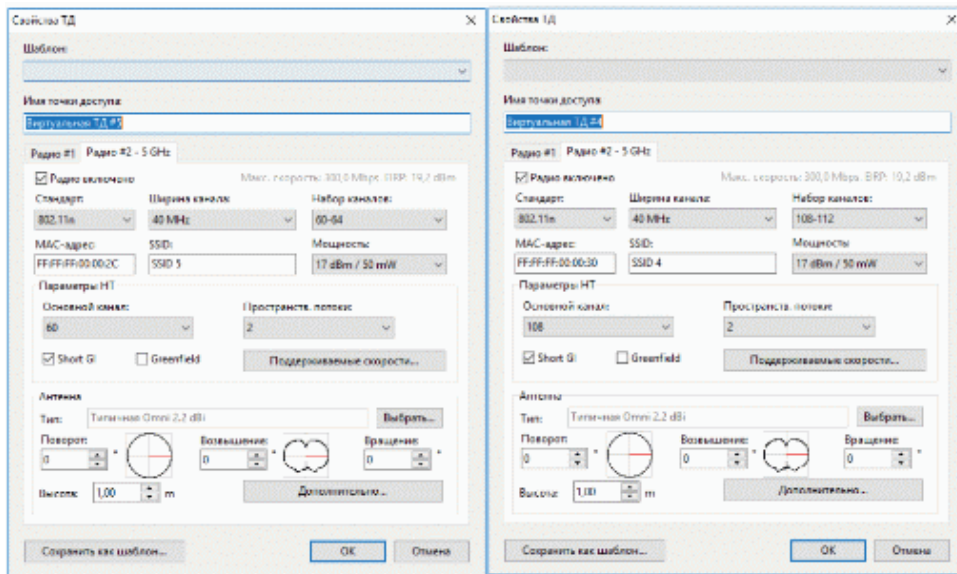 Свойства ТД
Шаблон:
Имя точки доступа:
Виртуальная ТД #5
Радио #1 Радио #2 - 5 GHz
Радио включено Макс. скорость: 300,0 Mbps. EIRP: 19,2 dBm
Стандарт: Ширина канала: Набор каналов:
802.11n 40 MHz 60-64
MAC-адрес: SSID: Мощность:
FF:FF:FF:00:00:2C SSID 5 17 dBm / 50 mW
Параметры HT
Основной канал: Пространств. потоки:
60 2
Short GI Greenfield Поддерживаемые скорости...
Антенна
Тип: Типичная Omni 2,2 dBi Выбрать...
Поворот: Возвышение: Вращение:
0 ° 0 ° 0 °
Высота: 1,00 m Дополнительно...
Сохранить как шаблон... OK Отмена
Свойства ТД
Шаблон:
Имя точки доступа:
Виртуальная ТД #4
Радио #1 Радио #2 - 5 GHz
Радио включено Макс. скорость: 300,0 Mbps. EIRP: 19,2 dBm
Стандарт: Ширина канала: Набор каналов:
802.11n 40 MHz 108-112
MAC-адрес: SSID: Мощность:
FF:FF:FF:00:00:30 SSID 4 17 dBm / 50 mW
Параметры HT
Основной канал: Пространств. потоки:
108 2
Short GI Greenfield Поддерживаемые скорости...
Антенна
Тип: Типичная Omni 2,2 dBi Выбрать...
Поворот: Возвышение: Вращение:
0 ° 0 ° 0 °
Высота: 1,00 m Дополнительно...
Сохранить как шаблон... OK Отмена